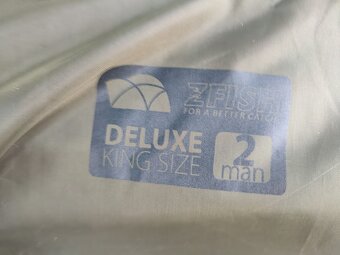 ZFISH
FOR A BETTER CATCH
DELUXE
KING SIZE
2
man